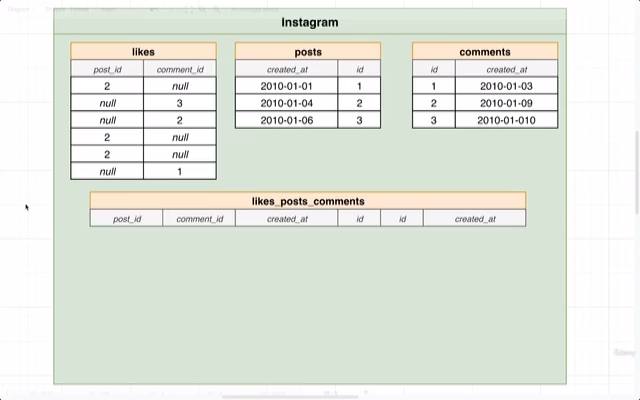 Instagram
likes
post_id comment_id
2 null
null 3
null 2
2 null
2 null
null 1
posts
created_at id
2010-01-01 1
2010-01-04 2
2010-01-06 3
comments
id created_at
1 2010-01-03
2 2010-01-09
3 2010-01-010
likes_posts_comments
post_id comment_id created_at id id created_at
Udemy